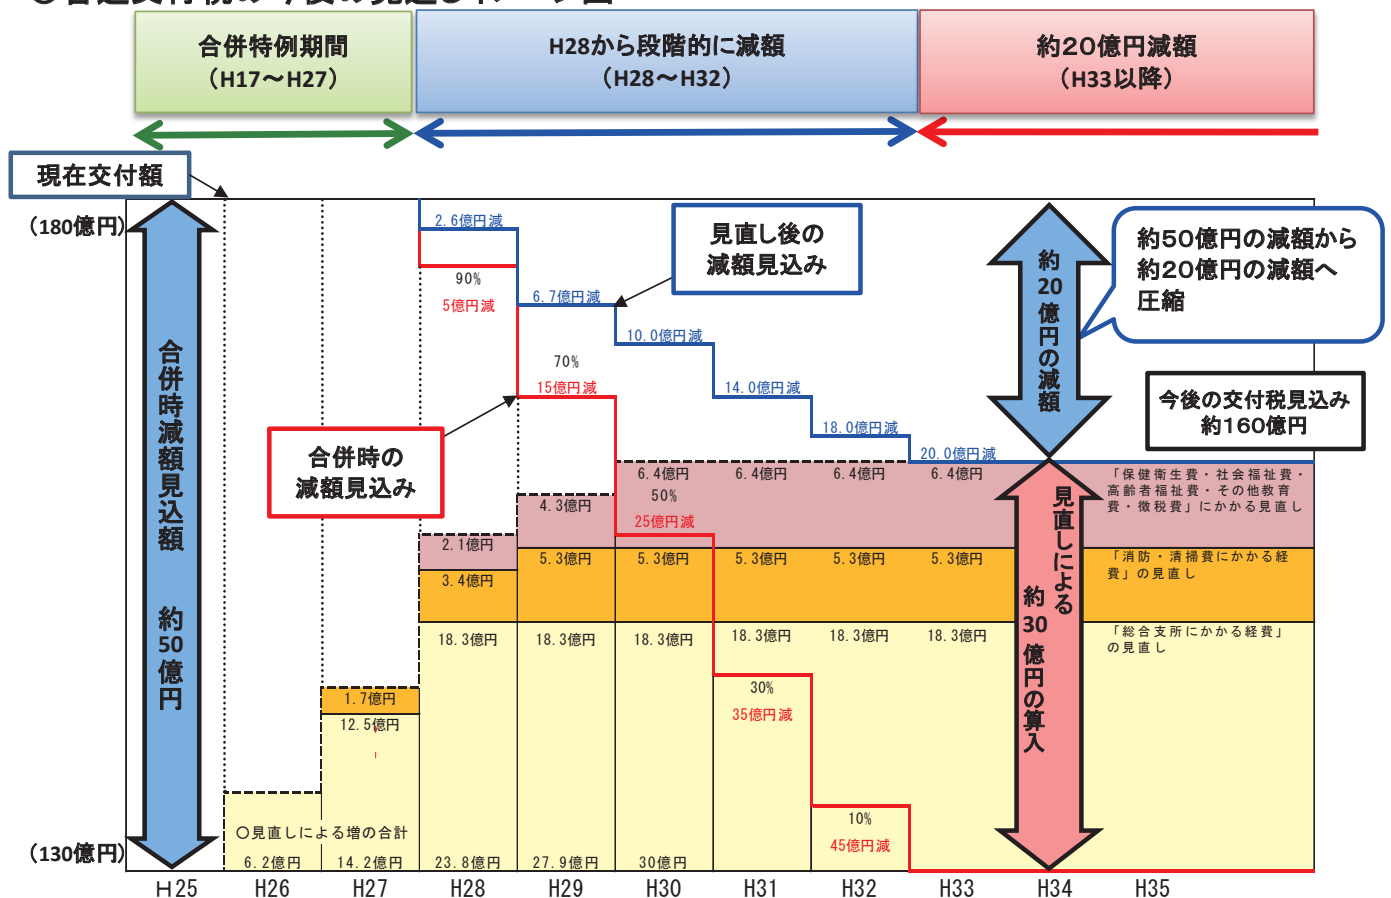 合併特例期間
（H17～H27）
H28から段階的に減額
（H28～H32）
約20億円減額
（H33以降）
現在交付額
（180億円）
2.6億円減
見直し後の
減額見込み
約50億円の減額から
約20億円の減額へ
圧縮
90%
5億円減
6.7億円減
10.0億円減
約20億円の減額
合併時減額見込額 約50億円
70%
15億円減
14.0億円減
今後の交付税見込み
約160億円
18.0億円減
合併時の
減額見込み
20.0億円減
6.4億円
6.4億円
6.4億円
6.4億円
「保健衛生費・社会福祉費・
高齢者福祉費・その他教育
費・徴税費」にかかる見直し
4.3億円
50%
25億円減
見直しによる
約30億円の算入
2.1億円
5.3億円
5.3億円
5.3億円
5.3億円
5.3億円
「消防・清掃費にかかる経
費」の見直し
3.4億円
18.3億円
18.3億円
18.3億円
18.3億円
18.3億円
18.3億円
「総合支所にかかる経費」
の見直し
1.7億円
12.5億円
30%
35億円減
10%
45億円減
〇見直しによる増の合計
（130億円）
6.2億円
14.2億円
23.8億円
27.9億円
30億円
H25
H26
H27
H28
H29
H30
H31
H32
H33
H34
H35